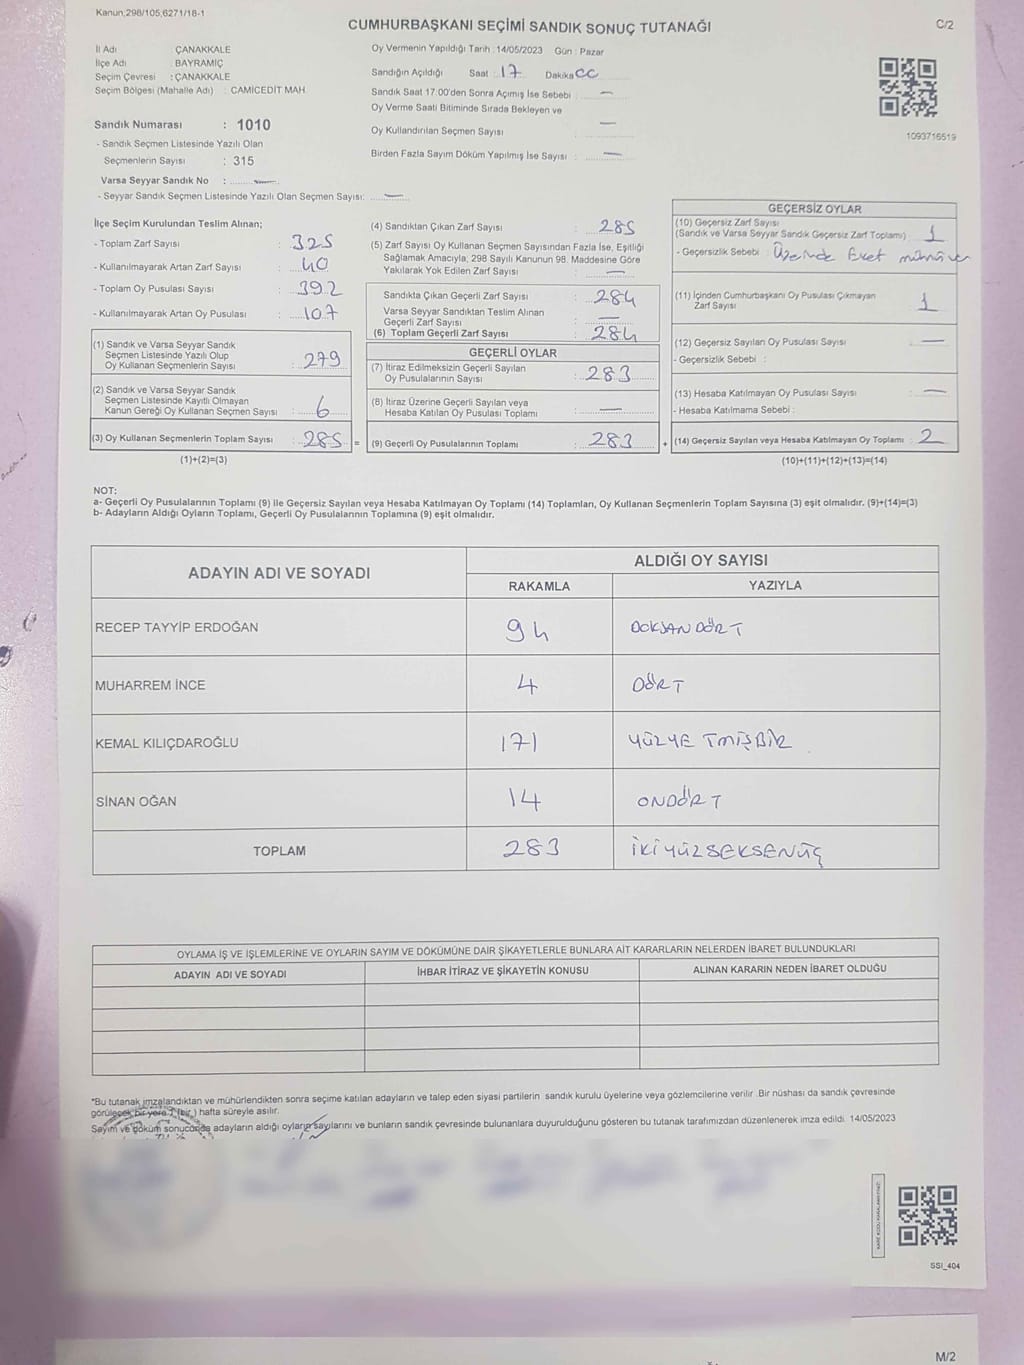 Kanun,298/105,6271/18-1
CUMHURBAŞKANI SEÇİMİ SANDIK SONUÇ TUTANAĞI
C/2
İl Adı : ÇANAKKALE
İlçe Adı : BAYRAMİÇ
Seçim Çevresi : ÇANAKKALE
Seçim Bölgesi (Mahalle Adı) : CAMİCEDİT MAH.
Sandık Numarası : 1010
- Sandık Seçmen Listesinde Yazılı Olan
Seçmenlerin Sayısı : 315
Varsa Seyyar Sandık No : —
- Seyyar Sandık Seçmen Listesinde Yazılı Olan Seçmen Sayısı: —
Oy Vermenin Yapıldığı Tarih : 14/05/2023 Gün : Pazar
Sandığın Açıldığı Saat : 17 Dakika 00
Sandık Saat 17:00'den Sonra Açımış İse Sebebi : —
Oy Verme Saati Bitiminde Sırada Bekleyen ve
Oy Kullandırılan Seçmen Sayısı : —
Birden Fazla Sayım Döküm Yapılmış İse Sayısı : —
1093716519
İlçe Seçim Kurulundan Teslim Alınan;
- Toplam Zarf Sayısı : 325
- Kullanılmayarak Artan Zarf Sayısı : 40
- Toplam Oy Pusulası Sayısı : 392
- Kullanılmayarak Artan Oy Pusulası : 107
(1) Sandık ve Varsa Seyyar Sandık
Seçmen Listesinde Yazılı Olup
Oy Kullanan Seçmenlerin Sayısı : 279
(2) Sandık ve Varsa Seyyar Sandık
Seçmen Listesinde Kayıtlı Olmayan
Kanun Gereği Oy Kullanan Seçmen Sayısı : 6
(3) Oy Kullanan Seçmenlerin Toplam Sayısı : 285 =
(1)+(2)=(3)
(4) Sandıktan Çıkan Zarf Sayısı : 285
(5) Zarf Sayısı Oy Kullanan Seçmen Sayısından Fazla İse, Eşitliği
Sağlamak Amacıyla; 298 Sayılı Kanunun 98. Maddesine Göre
Yakılarak Yok Edilen Zarf Sayısı : —
Sandıkta Çıkan Geçerli Zarf Sayısı : 284
Varsa Seyyar Sandıktan Teslim Alınan
Geçerli Zarf Sayısı : —
(6) Toplam Geçerli Zarf Sayısı : 284
GEÇERLİ OYLAR
(7) İtiraz Edilmeksizin Geçerli Sayılan
Oy Pusulalarının Sayısı : 283
(8) İtiraz Üzerine Geçerli Sayılan veya
Hesaba Katılan Oy Pusulası Toplamı : —
(9) Geçerli Oy Pusulalarının Toplamı : 283 +
GEÇERSİZ OYLAR
(10) Geçersiz Zarf Sayısı
(Sandık ve Varsa Seyyar Sandık Geçersiz Zarf Toplamı) : 1
- Geçersizlik Sebebi : Üzerinde Evet mührü var
(11) İçinden Cumhurbaşkanı Oy Pusulası Çıkmayan
Zarf Sayısı : 1
(12) Geçersiz Sayılan Oy Pusulası Sayısı : —
- Geçersizlik Sebebi :
(13) Hesaba Katılmayan Oy Pusulası Sayısı : —
- Hesaba Katılmama Sebebi :
(14) Geçersiz Sayılan veya Hesaba Katılmayan Oy Toplamı : 2
(10)+(11)+(12)+(13)=(14)
NOT:
a- Geçerli Oy Pusulalarının Toplamı (9) ile Geçersiz Sayılan veya Hesaba Katılmayan Oy Toplamı (14) Toplamları, Oy Kullanan Seçmenlerin Toplam Sayısına (3) eşit olmalıdır. (9)+(14)=(3)
b- Adayların Aldığı Oyların Toplamı, Geçerli Oy Pusulalarının Toplamına (9) eşit olmalıdır.
ADAYIN ADI VE SOYADI
ALDIĞI OY SAYISI
RAKAMLA YAZIYLA
RECEP TAYYİP ERDOĞAN 94 DOKSAN DÖRT
MUHARREM İNCE 4 DÖRT
KEMAL KILIÇDAROĞLU 171 YÜZYETMİŞBİR
SİNAN OĞAN 14 ONDÖRT
TOPLAM 283 İKİYÜZSEKSENÜÇ
OYLAMA İŞ VE İŞLEMLERİNE VE OYLARIN SAYIM VE DÖKÜMÜNE DAİR ŞİKAYETLERLE BUNLARA AİT KARARLARIN NELERDEN İBARET BULUNDUKLARI
ADAYIN ADI VE SOYADI İHBAR İTİRAZ VE ŞİKAYETİN KONUSU ALINAN KARARIN NEDEN İBARET OLDUĞU
*Bu tutanak imzalandıktan ve mühürlendikten sonra seçime katılan adayların ve talep eden siyasi partilerin sandık kurulu üyelerine veya gözlemcilerine verilir. Bir nüshası da sandık çevresinde
görülecek bir yere 1 (bir) hafta süreyle asılır.
Sayım ve döküm sonucunda adayların aldığı oyların sayılarını ve bunların sandık çevresinde bulunanlara duyurulduğunu gösteren bu tutanak tarafımızdan düzenlenerek imza edildi. 14/05/2023
SSI_404
M/2